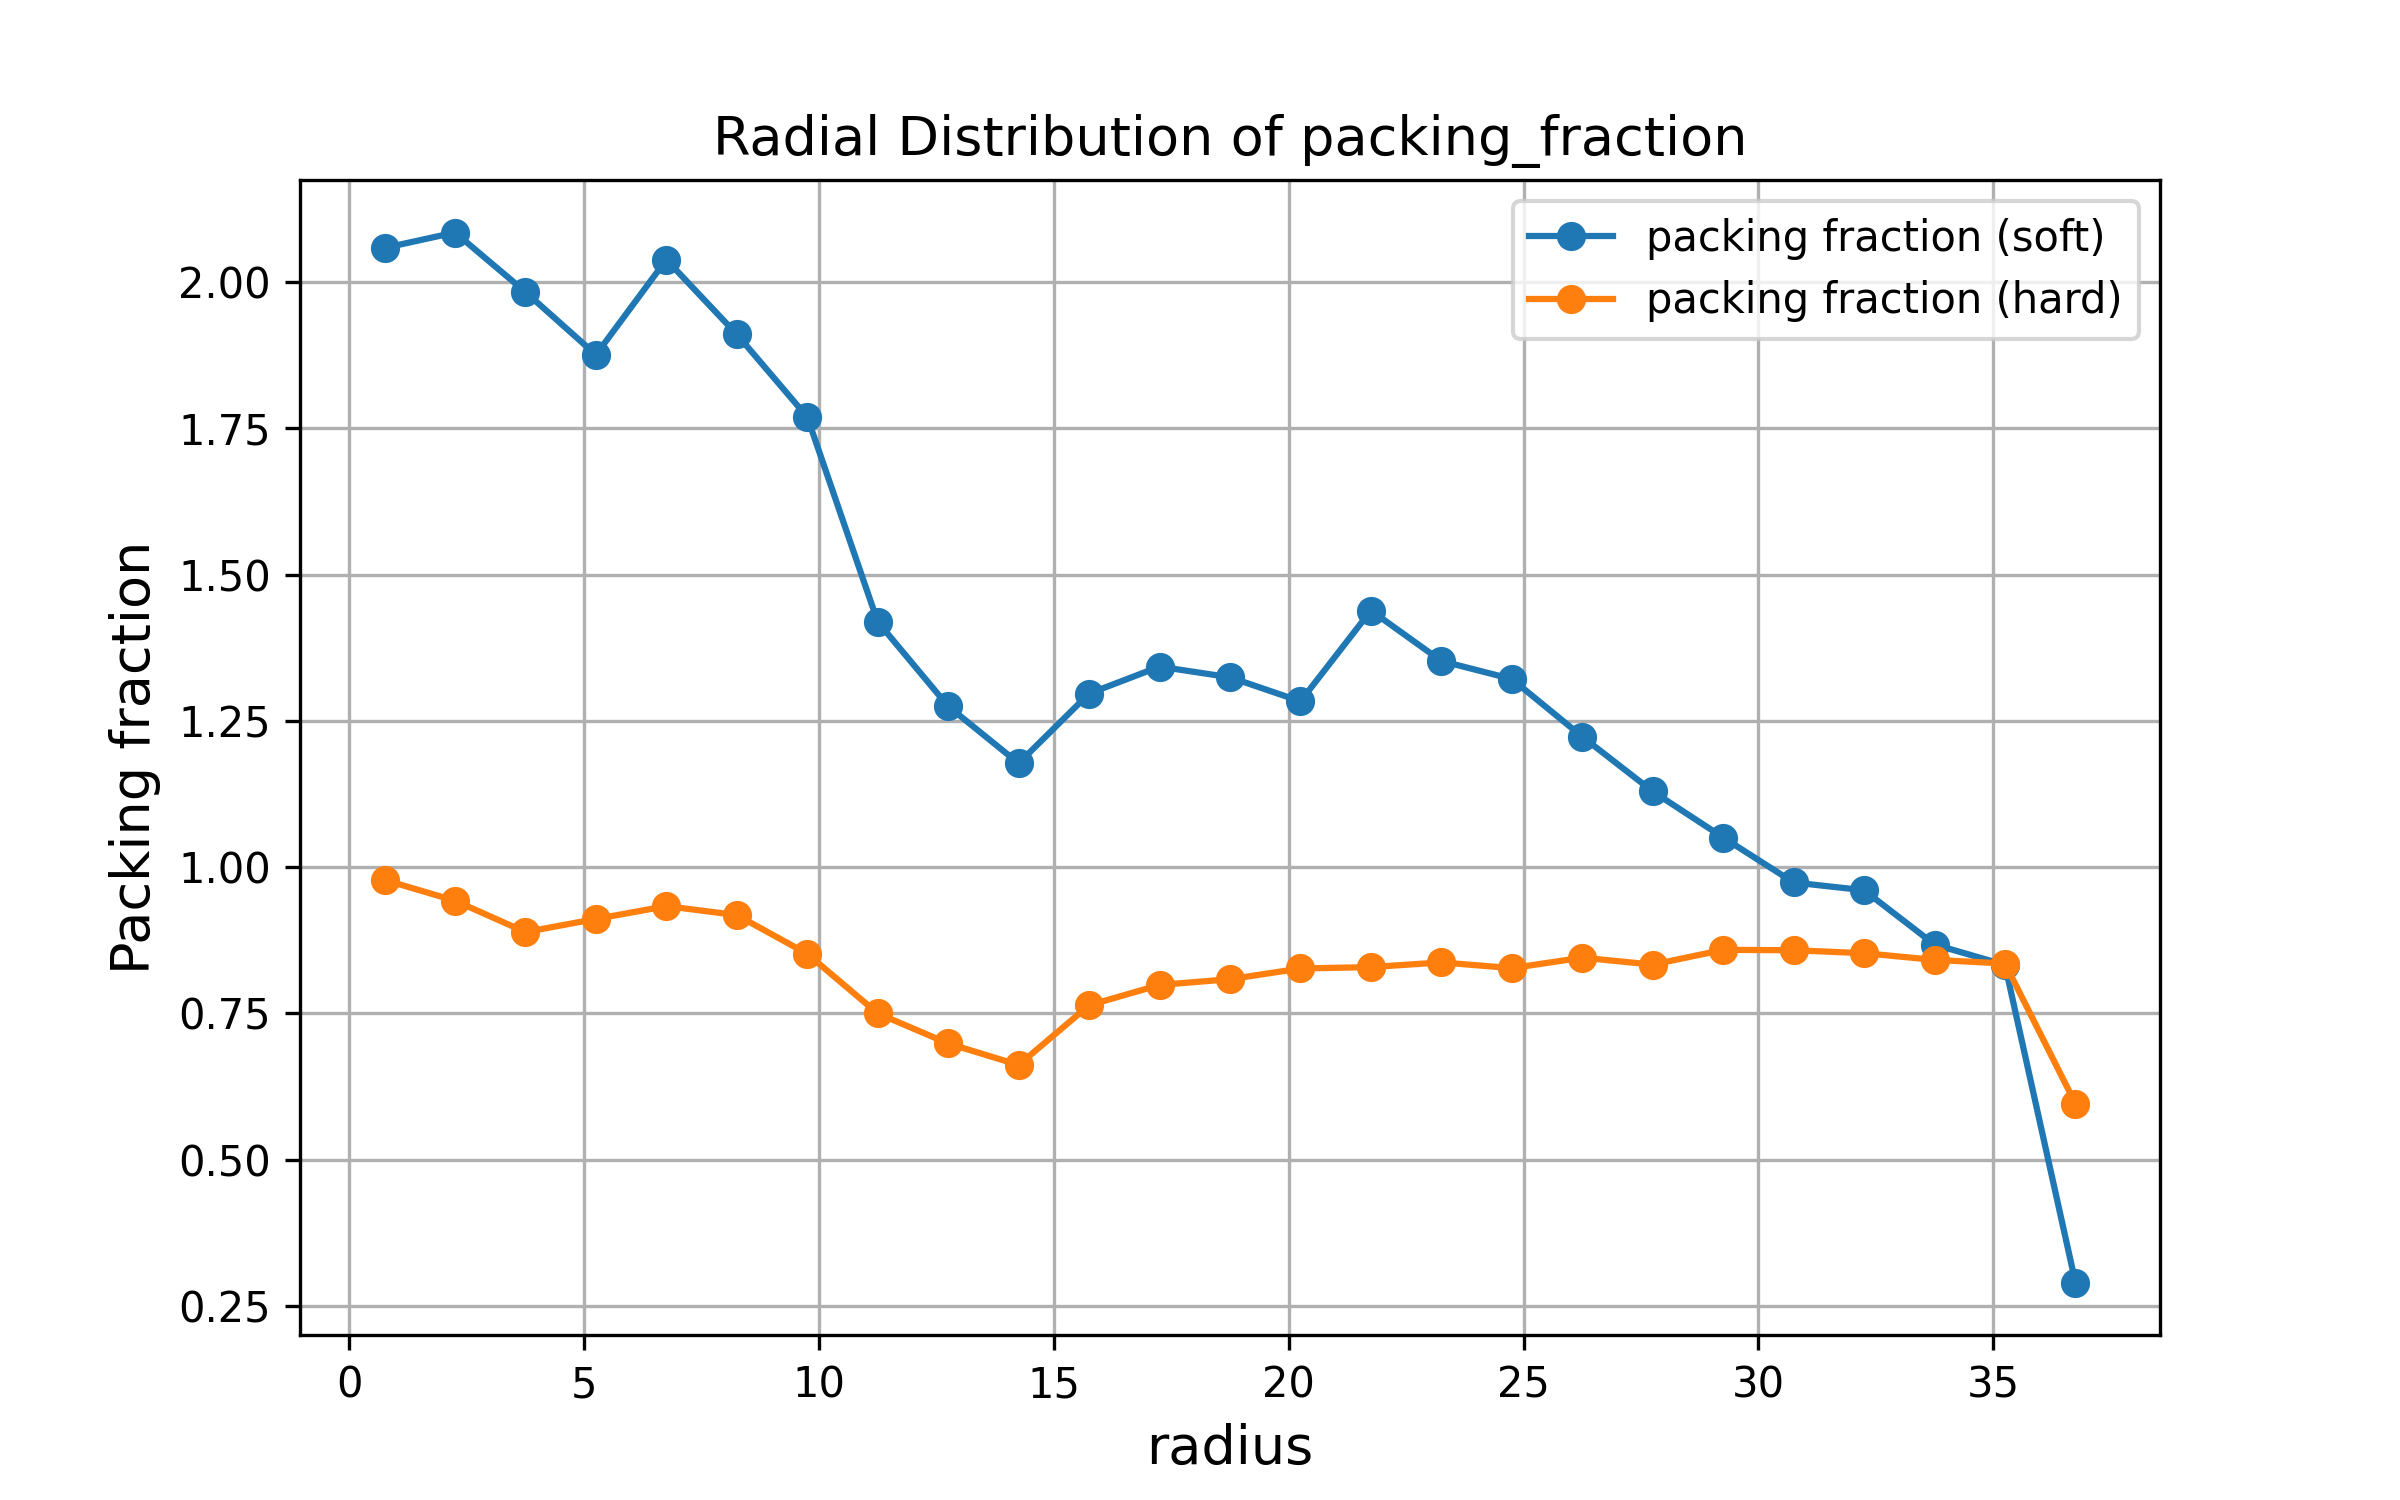 Radial Distribution of packing_fraction
packing fraction (soft)
packing fraction (hard)
Packing fraction
2.00
1.75
1.50
1.25
1.00
0.75
0.50
0.25
0 5 10 15 20 25 30 35
radius